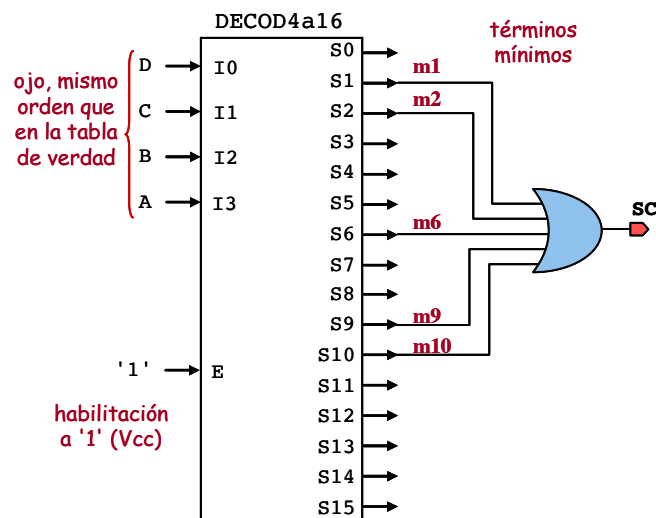 DECOD4a16
ojo, mismo
orden que
en la tabla
de verdad
D
C
B
A
I0
I1
I2
I3
'1'
E
habilitación
a '1' (Vcc)
S0
S1
S2
S3
S4
S5
S6
S7
S8
S9
S10
S11
S12
S13
S14
S15
términos
mínimos
m1
m2
m6
m9
m10
SC